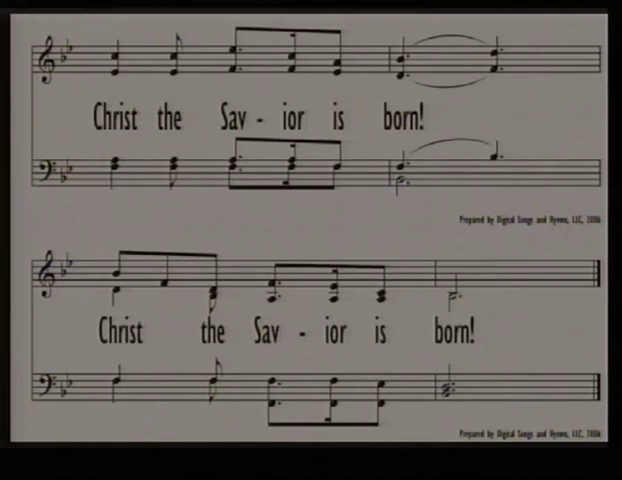 Christ the Sav - ior is born!
Prepared by Digital Songs and Hymns, LLC, 2006
Christ the Sav - ior is born!
Prepared by Digital Songs and Hymns, LLC, 2006